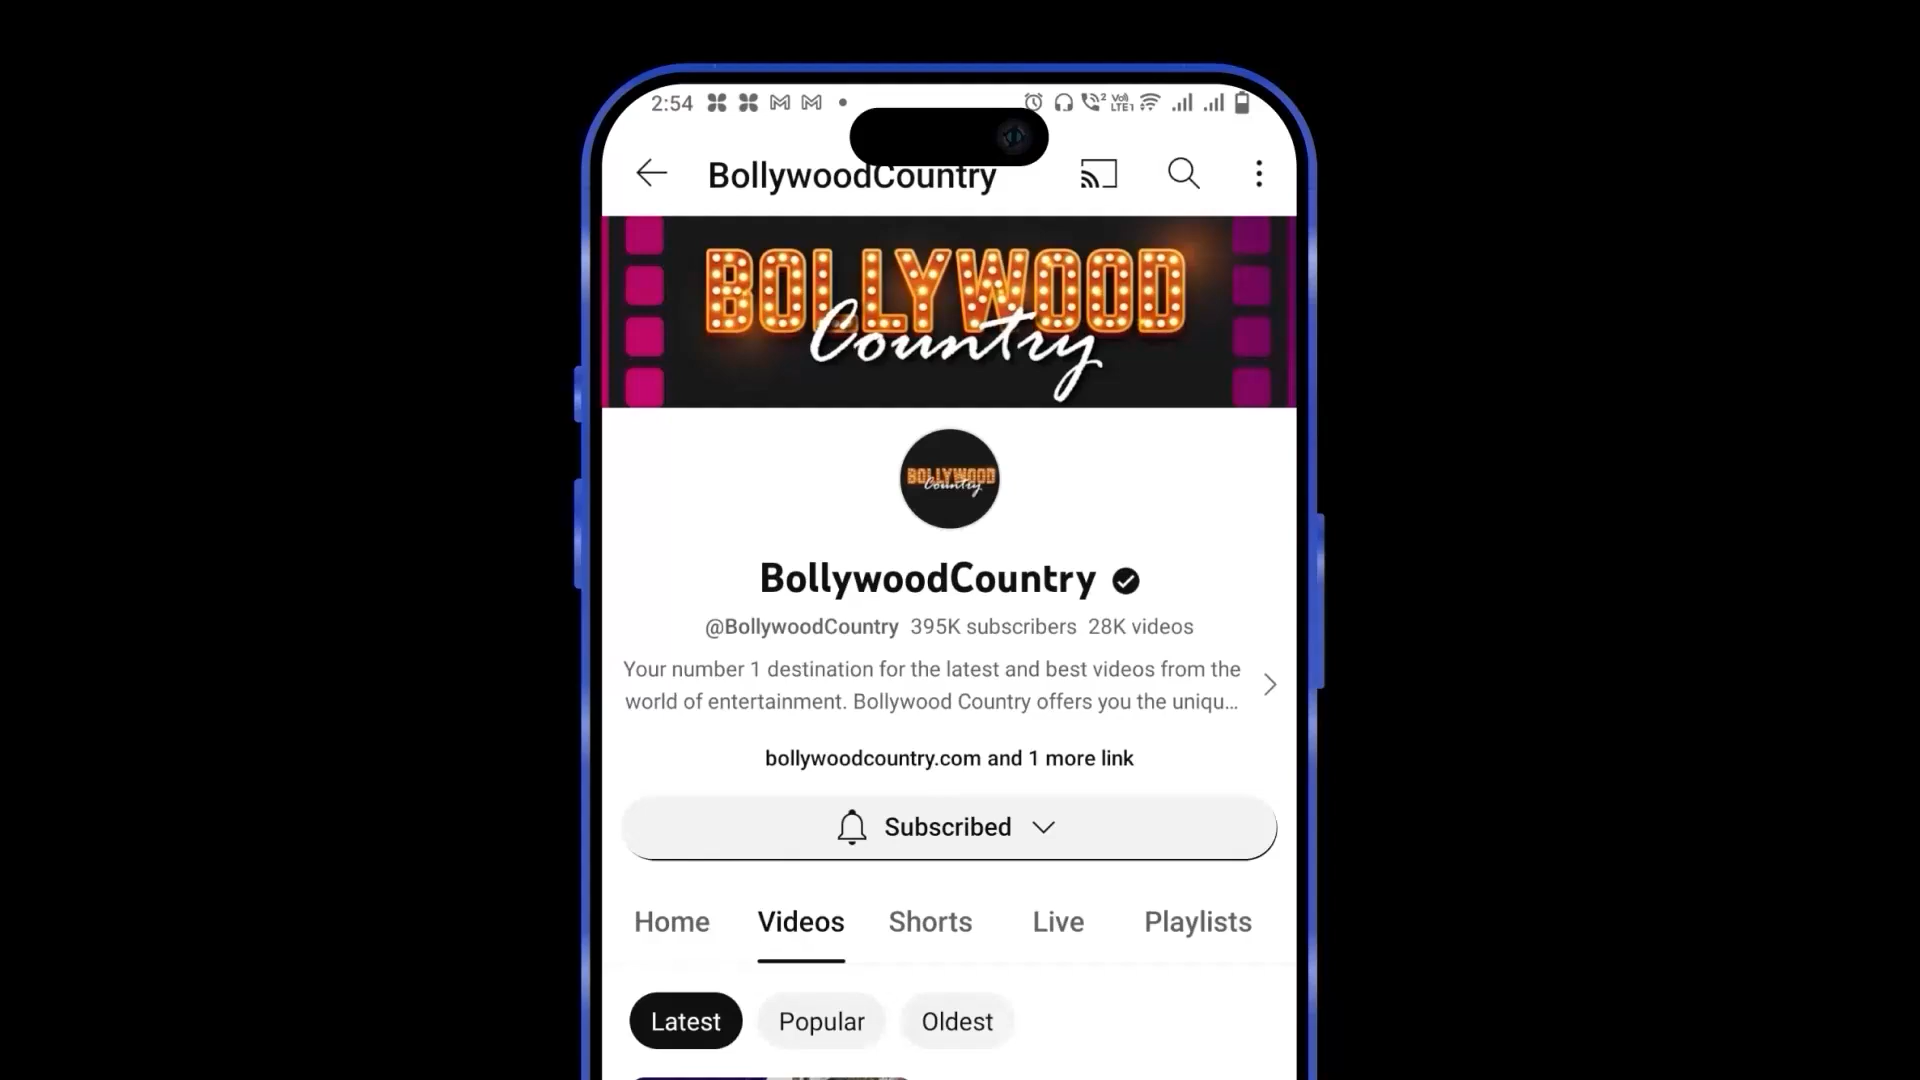 2:54
VoI) LTE1
BollywoodCountry
BOLLYWOOD
Country
BOLLYWOOD
Country
BollywoodCountry
@BollywoodCountry 395K subscribers 28K videos
Your number 1 destination for the latest and best videos from the
world of entertainment. Bollywood Country offers you the uniqu...
bollywoodcountry.com and 1 more link
Subscribed
Home Videos Shorts Live Playlists
Latest Popular Oldest